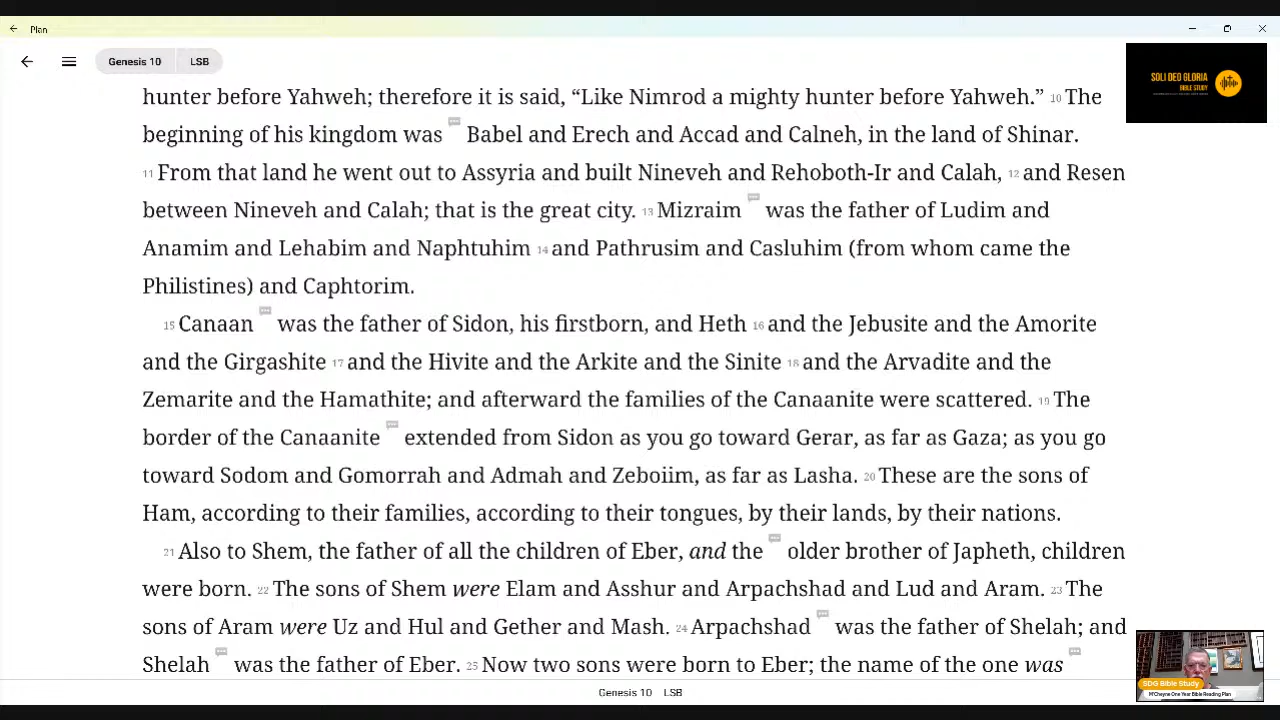 Plan
Genesis 10 LSB
SOLI DEO GLORIA
BIBLE STUDY
hunter before Yahweh; therefore it is said, “Like Nimrod a mighty hunter before Yahweh.” 10 The
beginning of his kingdom was Babel and Erech and Accad and Calneh, in the land of Shinar.
11 From that land he went out to Assyria and built Nineveh and Rehoboth-Ir and Calah, 12 and Resen
between Nineveh and Calah; that is the great city. 13 Mizraim was the father of Ludim and
Anamim and Lehabim and Naphtuhim 14 and Pathrusim and Casluhim (from whom came the
Philistines) and Caphtorim.
15 Canaan was the father of Sidon, his firstborn, and Heth 16 and the Jebusite and the Amorite
and the Girgashite 17 and the Hivite and the Arkite and the Sinite 18 and the Arvadite and the
Zemarite and the Hamathite; and afterward the families of the Canaanite were scattered. 19 The
border of the Canaanite extended from Sidon as you go toward Gerar, as far as Gaza; as you go
toward Sodom and Gomorrah and Admah and Zeboiim, as far as Lasha. 20 These are the sons of
Ham, according to their families, according to their tongues, by their lands, by their nations.
21 Also to Shem, the father of all the children of Eber, and the older brother of Japheth, children
were born. 22 The sons of Shem were Elam and Asshur and Arpachshad and Lud and Aram. 23 The
sons of Aram were Uz and Hul and Gether and Mash. 24 Arpachshad was the father of Shelah; and
Shelah was the father of Eber. 25 Now two sons were born to Eber; the name of the one was
SDG Bible Study
M'Cheyne One Year Bible Reading Plan
Genesis 10 LSB